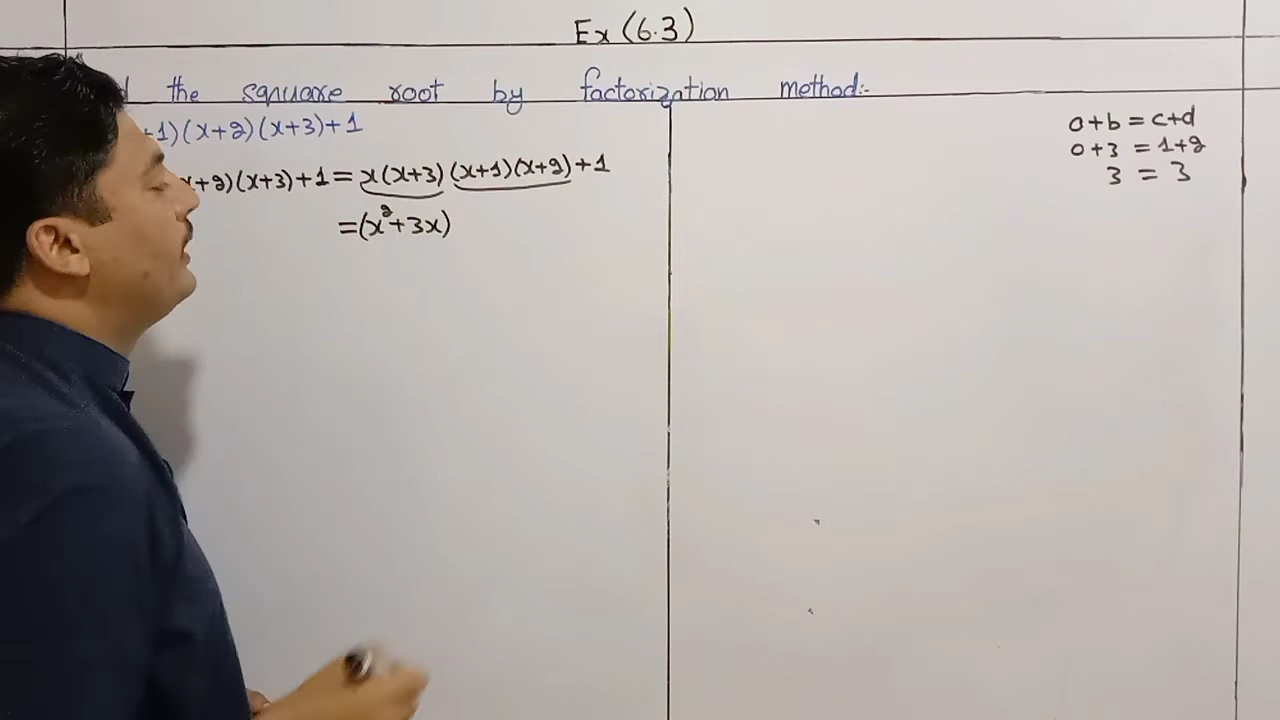 Ex (6.3)
the squuare root by factorization method:-
+1)(x+2)(x+3)+1
x+2)(x+3)+1 = x(x+3)(x+1)(x+2)+1
=(x²+3x)
a+b = c+d
0+3 = 1+2
3 = 3